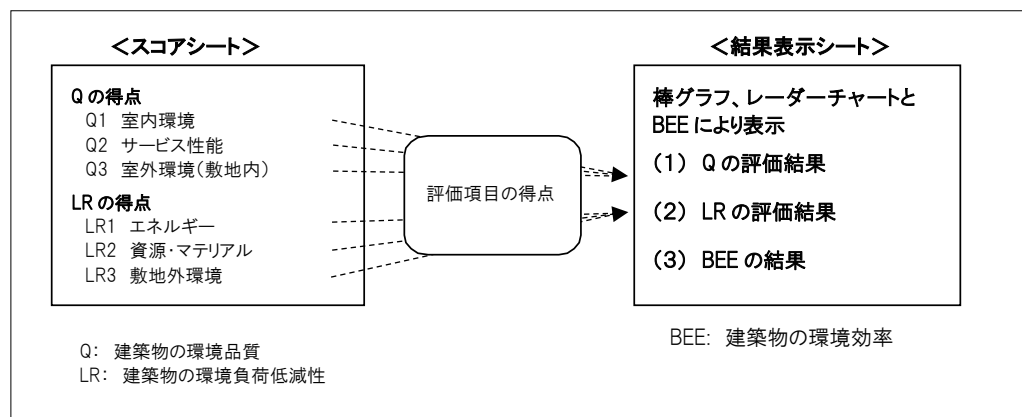 ＜スコアシート＞
Q の得点
Q1 室内環境
Q2 サービス性能
Q3 室外環境（敷地内）
LR の得点
LR1 エネルギー
LR2 資源・マテリアル
LR3 敷地外環境
評価項目の得点
＜結果表示シート＞
棒グラフ、レーダーチャートと
BEE により表示
（1） Q の評価結果
（2） LR の評価結果
（3） BEE の結果
Q： 建築物の環境品質
LR： 建築物の環境負荷低減性
BEE: 建築物の環境効率